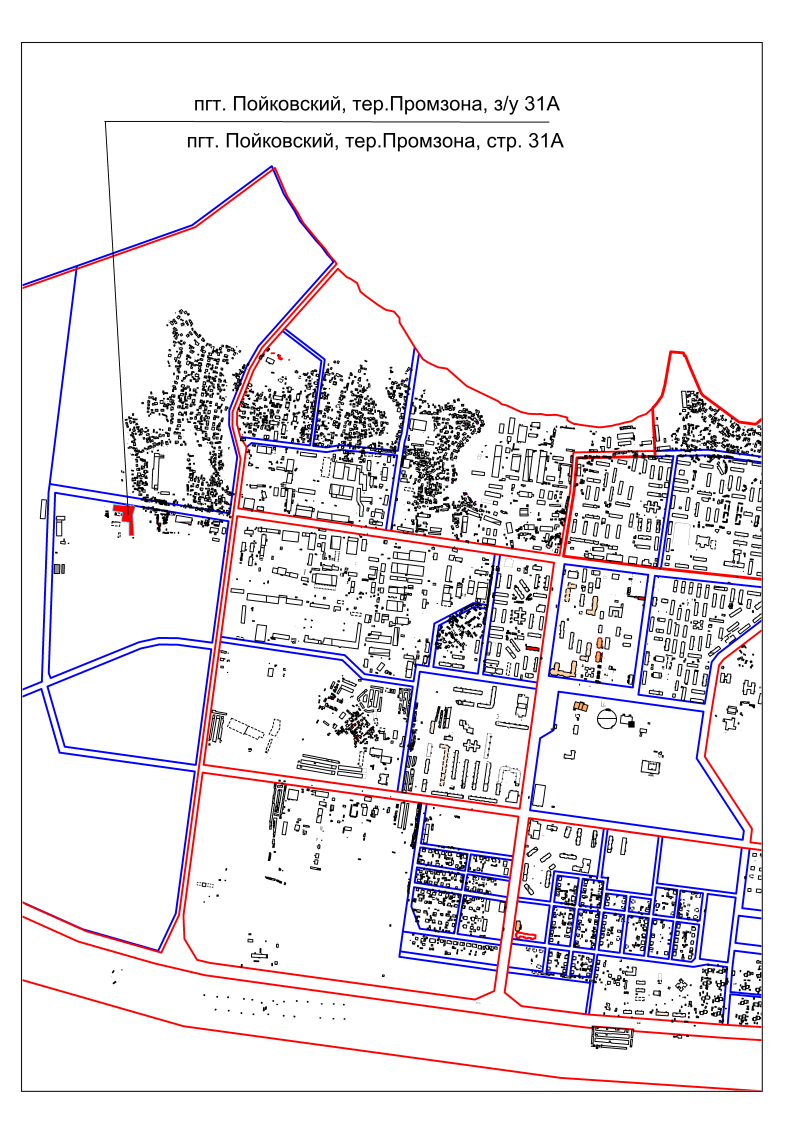 пгт. Пойковский, тер.Промзона, з/у 31А
пгт. Пойковский, тер.Промзона, стр. 31А